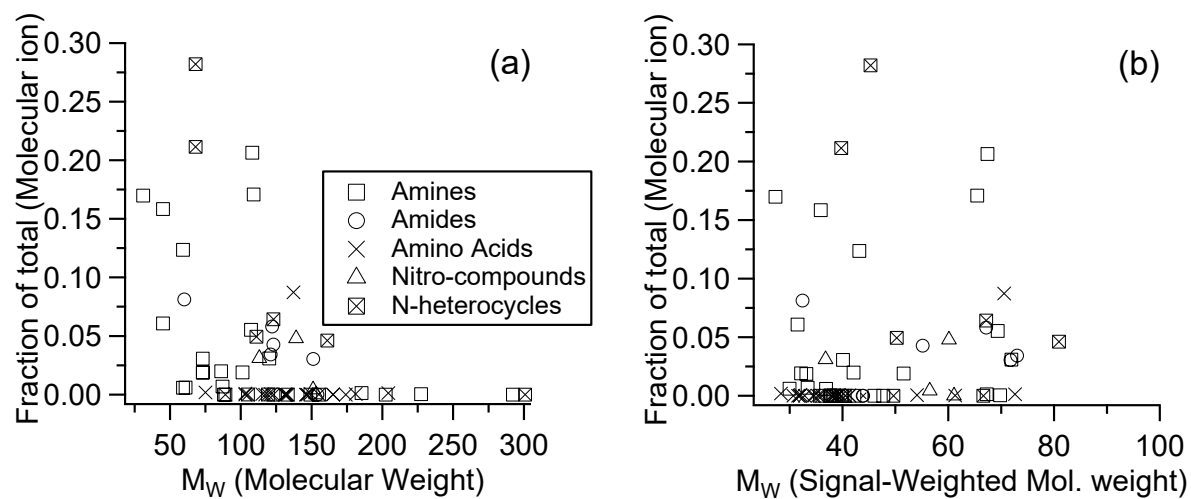 Fraction of total (Molecular ion)
0.30
0.25
0.20
0.15
0.10
0.05
0.00
(a)
Amines
Amides
Amino Acids
Nitro-compounds
N-heterocycles
50 100 150 200 250 300
M_W (Molecular Weight)
Fraction of total (Molecular ion)
0.30
0.25
0.20
0.15
0.10
0.05
0.00
(b)
40 60 80 100
M_W (Signal-Weighted Mol. weight)